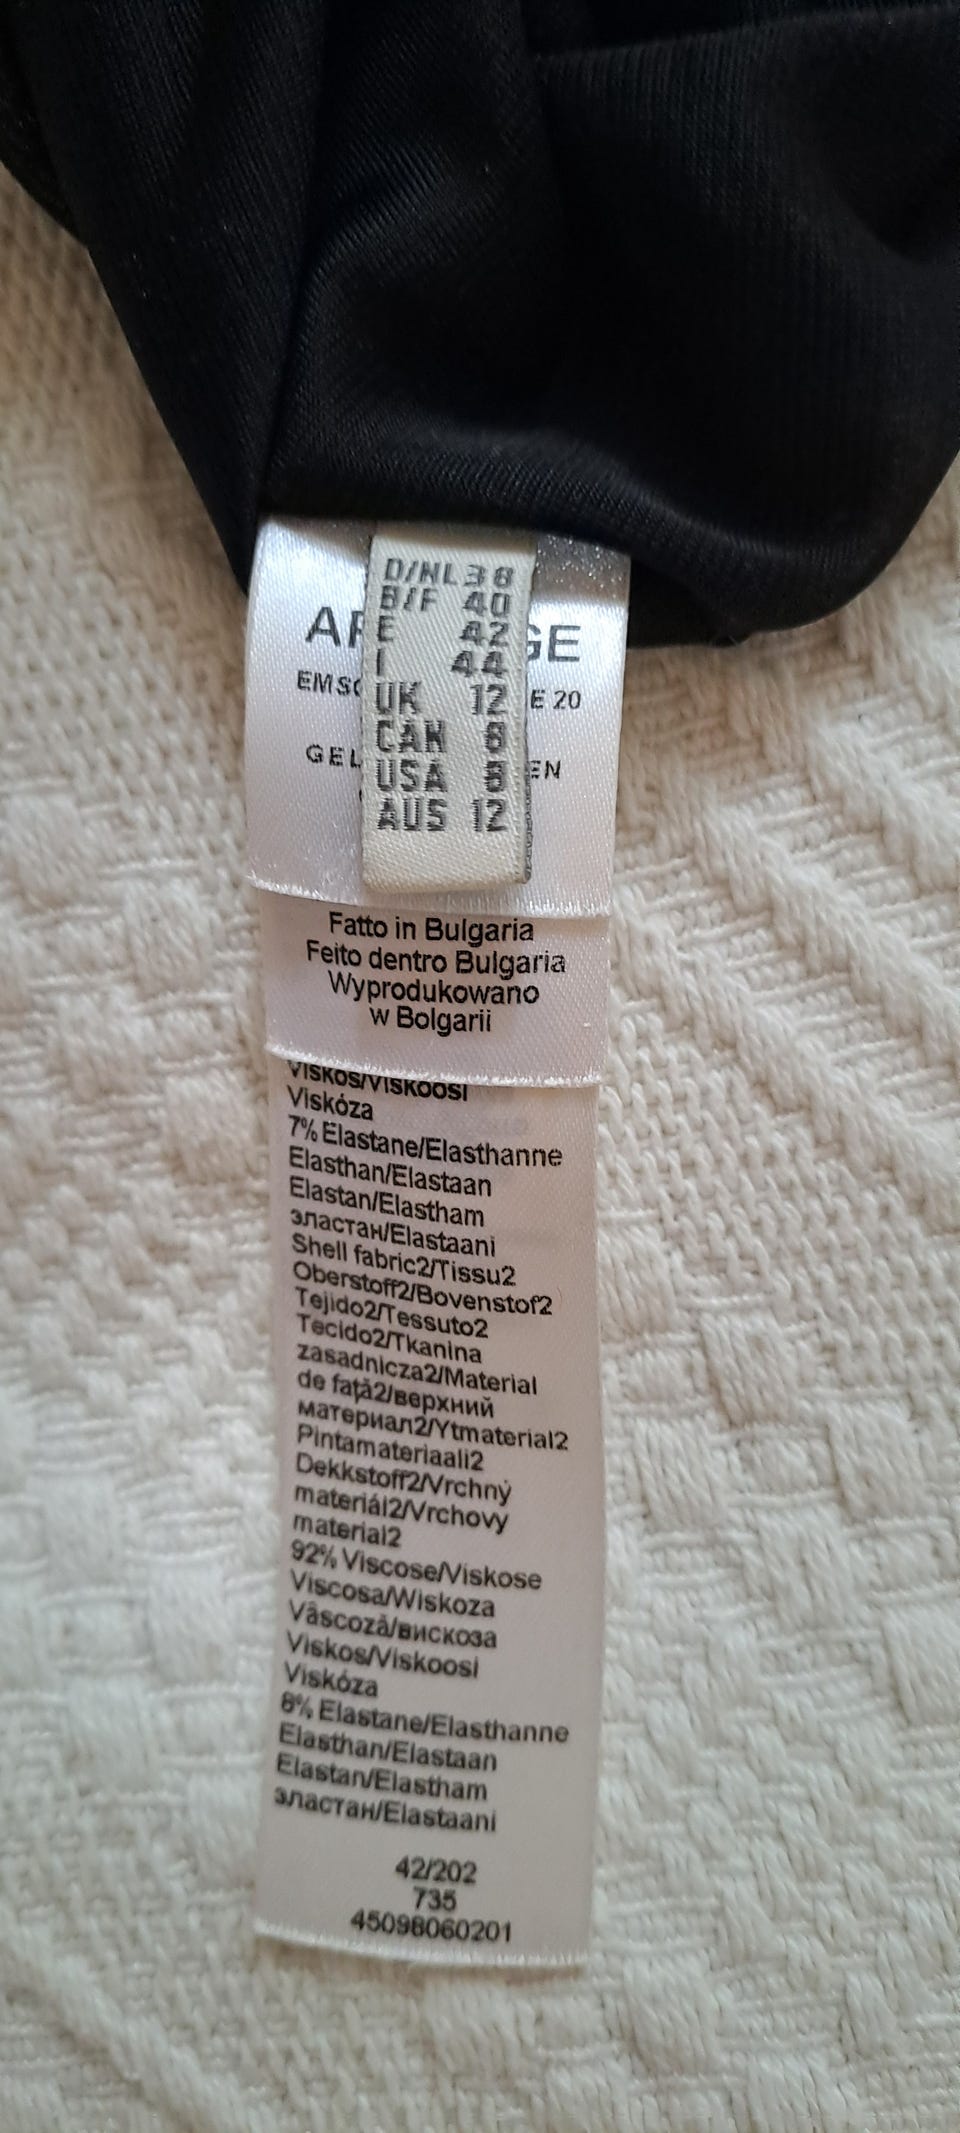 D/NL 38
B/F 40
E 42
I 44
UK 12
CAN 8
USA 8
AUS 12
E 20
Fatto in Bulgaria
Feito dentro Bulgaria
Wyprodukowano
w Bolgarii
Viskos/Viskoosi
Viskóza
7% Elastane/Elasthanne
Elasthan/Elastaan
Elastan/Elastham
эластан/Elastaani
Shell fabric2/Tissu2
Oberstoff2/Bovenstof2
Tejido2/Tessuto2
Tecido2/Tkanina
zasadnicza2/Material
de faţă2/верхний
материал2/Ytmaterial2
Pintamateriaali2
Dekkstoff2/Vrchný
materiál2/Vrchovy
material2
92% Viscose/Viskose
Viscosa/Wiskoza
Vâscoză/вискоза
Viskos/Viskoosi
Viskóza
8% Elastane/Elasthanne
Elasthan/Elastaan
Elastan/Elastham
эластан/Elastaani
42/202
735
45098060201